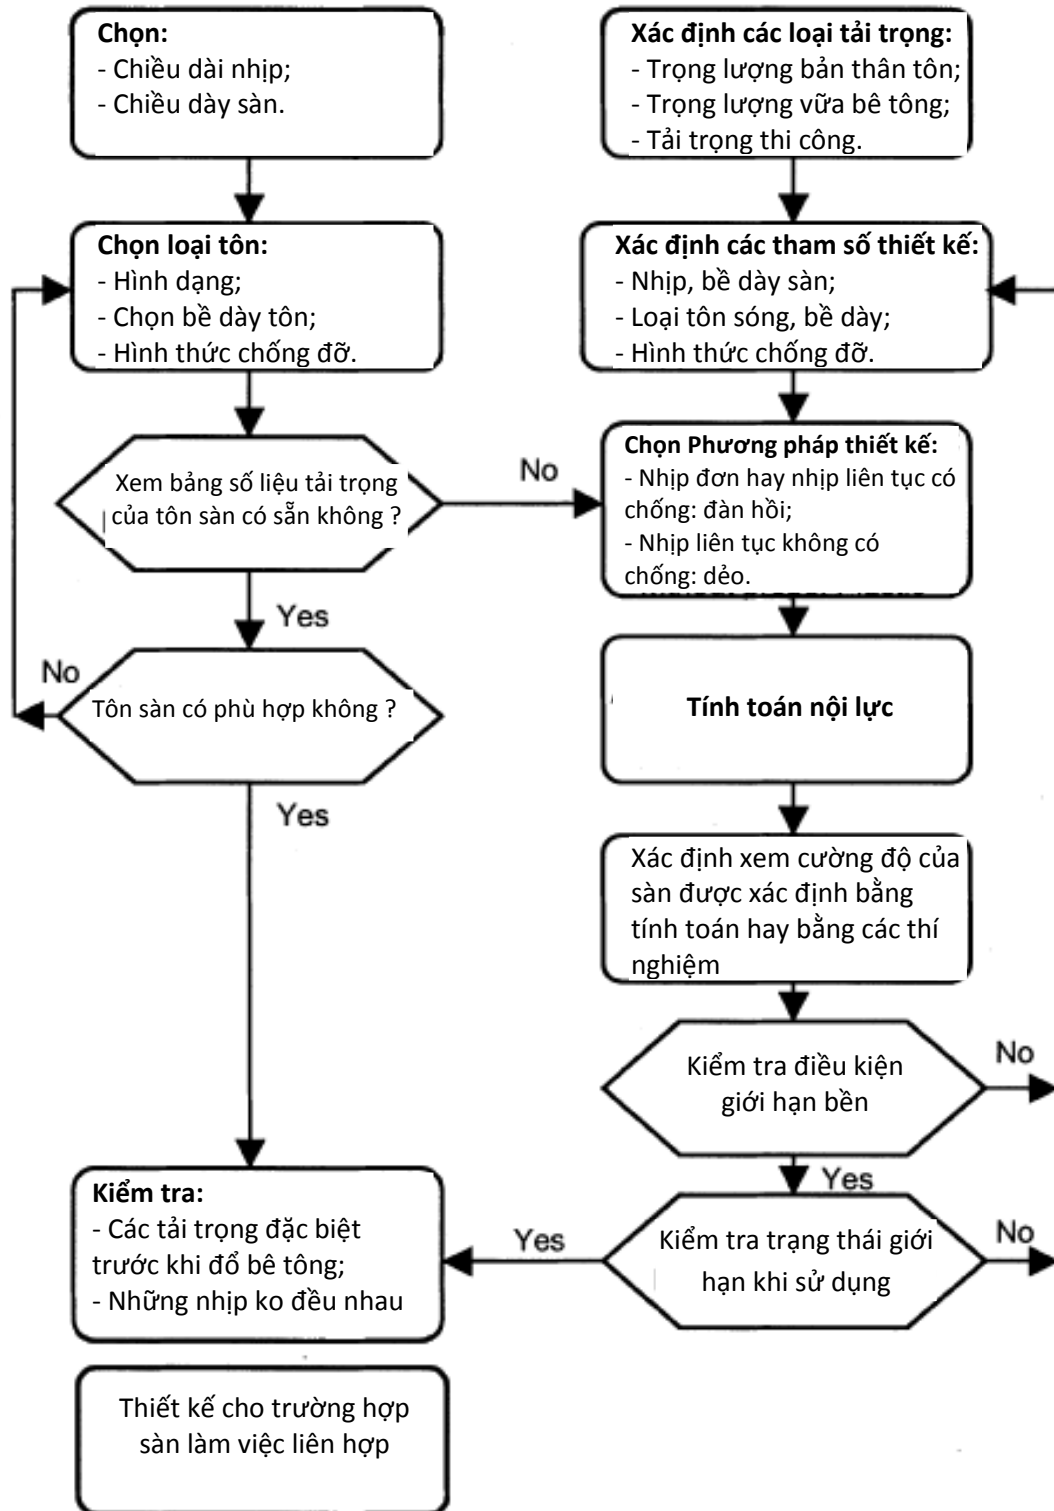 Chọn:
- Chiều dài nhịp;
- Chiều dày sàn.
Chọn loại tôn:
- Hình dạng;
- Chọn bề dày tôn;
- Hình thức chống đỡ.
Xem bảng số liệu tải trọng
của tôn sàn có sẵn không ?
No
Yes
Tôn sàn có phù hợp không ?
No
Yes
Xác định các loại tải trọng:
- Trọng lượng bản thân tôn;
- Trọng lượng vữa bê tông;
- Tải trọng thi công.
Xác định các tham số thiết kế:
- Nhịp, bề dày sàn;
- Loại tôn sóng, bề dày;
- Hình thức chống đỡ.
Chọn Phương pháp thiết kế:
- Nhịp đơn hay nhịp liên tục có
chống: đàn hồi;
- Nhịp liên tục không có
chống: dẻo.
Tính toán nội lực
Xác định xem cường độ của
sàn được xác định bằng
tính toán hay bằng các thí
nghiệm
Kiểm tra điều kiện
giới hạn bền
No
Yes
Kiểm tra trạng thái giới
hạn khi sử dụng
No
Yes
Kiểm tra:
- Các tải trọng đặc biệt
trước khi đổ bê tông;
- Những nhịp ko đều nhau
Thiết kế cho trường hợp
sàn làm việc liên hợp